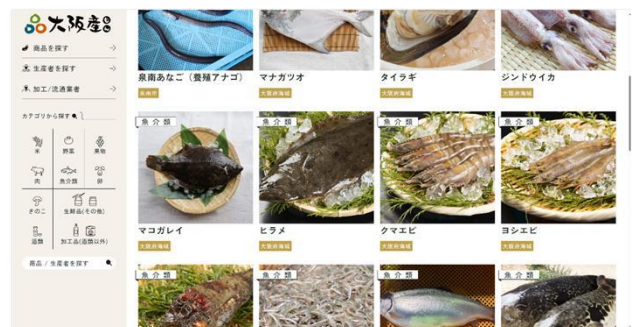 大阪産
商品を探す
生産者を探す
加工/流通業者
カテゴリから探す
米
野菜
果物
肉
魚介類
卵
きのこ
生鮮品(その他)
酒類
加工品(酒類以外)
商品 / 生産者を探す
泉南あなご（養殖アナゴ）
泉南市
マナガツオ
大阪府海域
タイラギ
大阪府海域
ジンドウイカ
大阪府海域
魚介類
マコガレイ
大阪府海域
魚介類
ヒラメ
大阪府海域
魚介類
クマエビ
大阪府海域
魚介類
ヨシエビ
大阪府海域
魚介類
魚介類
魚介類
魚介類